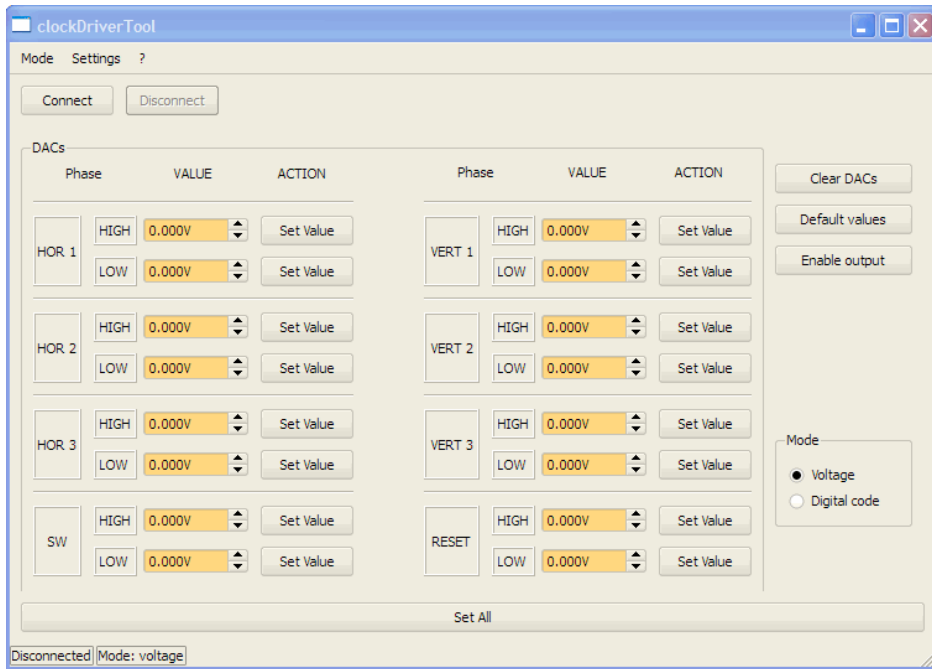 clockDriverTool
Mode Settings ?
Connect Disconnect
DACs
Phase VALUE ACTION Phase VALUE ACTION
Clear DACs
Default values
Enable output
HOR 1
HIGH 0.000V Set Value
LOW 0.000V Set Value
VERT 1
HIGH 0.000V Set Value
LOW 0.000V Set Value
HOR 2
HIGH 0.000V Set Value
LOW 0.000V Set Value
VERT 2
HIGH 0.000V Set Value
LOW 0.000V Set Value
HOR 3
HIGH 0.000V Set Value
LOW 0.000V Set Value
VERT 3
HIGH 0.000V Set Value
LOW 0.000V Set Value
SW
HIGH 0.000V Set Value
LOW 0.000V Set Value
RESET
HIGH 0.000V Set Value
LOW 0.000V Set Value
Mode
Voltage
Digital code
Set All
Disconnected Mode: voltage